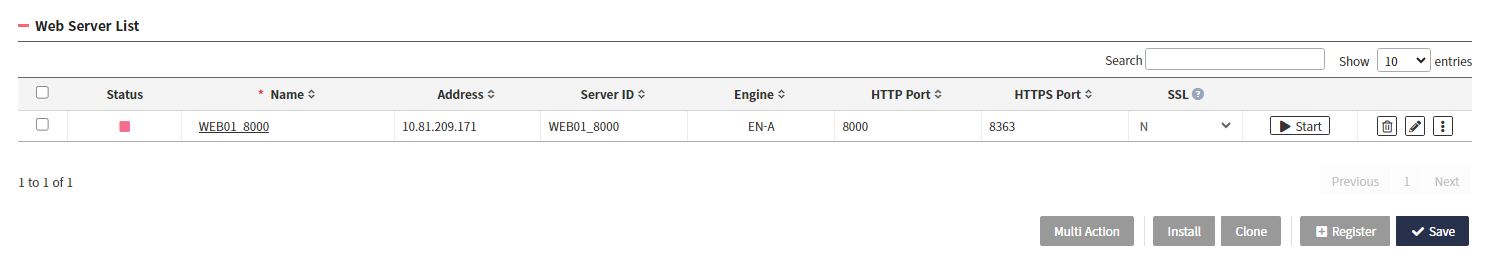 Web Server List
Search Show 10 entries
Status * Name Address Server ID Engine HTTP Port HTTPS Port SSL ?
WEB01_8000 10.81.209.171 WEB01_8000 EN-A 8000 8363 N Start
1 to 1 of 1 Previous 1 Next
Multi Action Install Clone Register Save